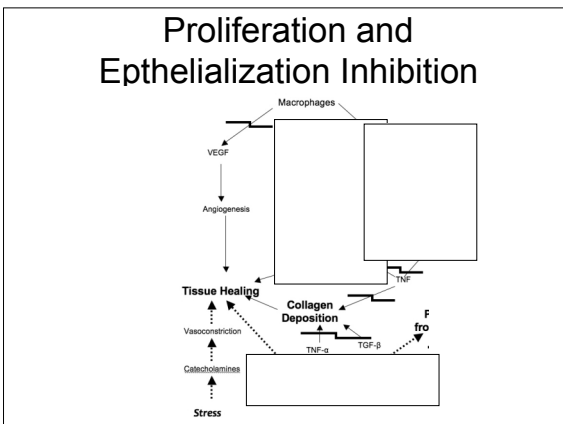 Proliferation and
Epthelialization Inhibition
Macrophages
VEGF
Angiogenesis
TNF
Tissue Healing
Collagen
Deposition
Vasoconstriction
TNF-α
TGF-β
Catecholamines
Stress